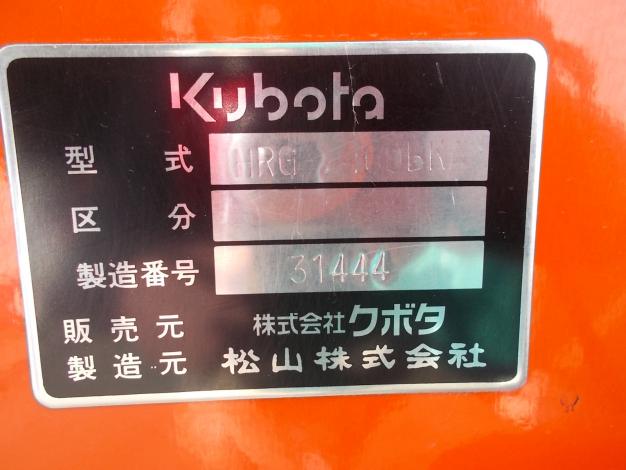 Kubota
型式 HRG
区分
製造番号 31444
販売元 株式会社クボタ
製造元 松山株式会社